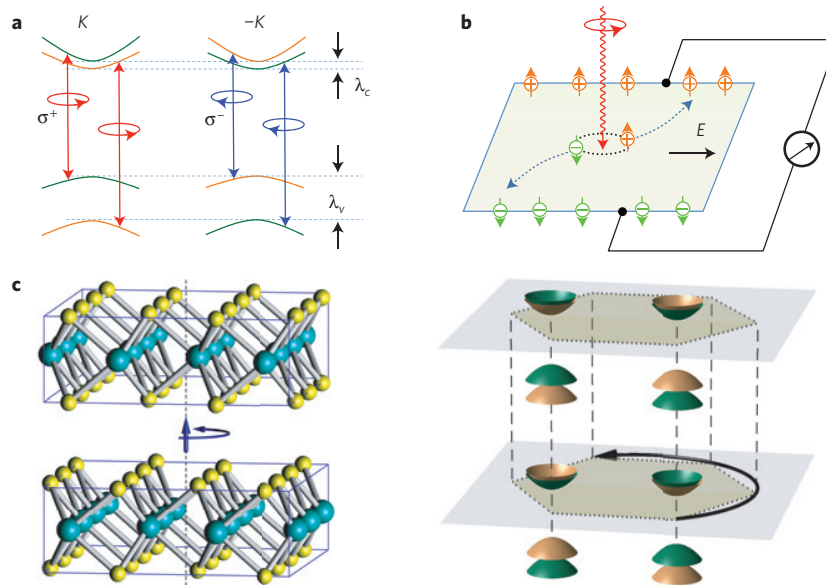 a
K
–K
λc
σ+
σ–
λv
b
E
+ + + + +
– +
– – – – –
c